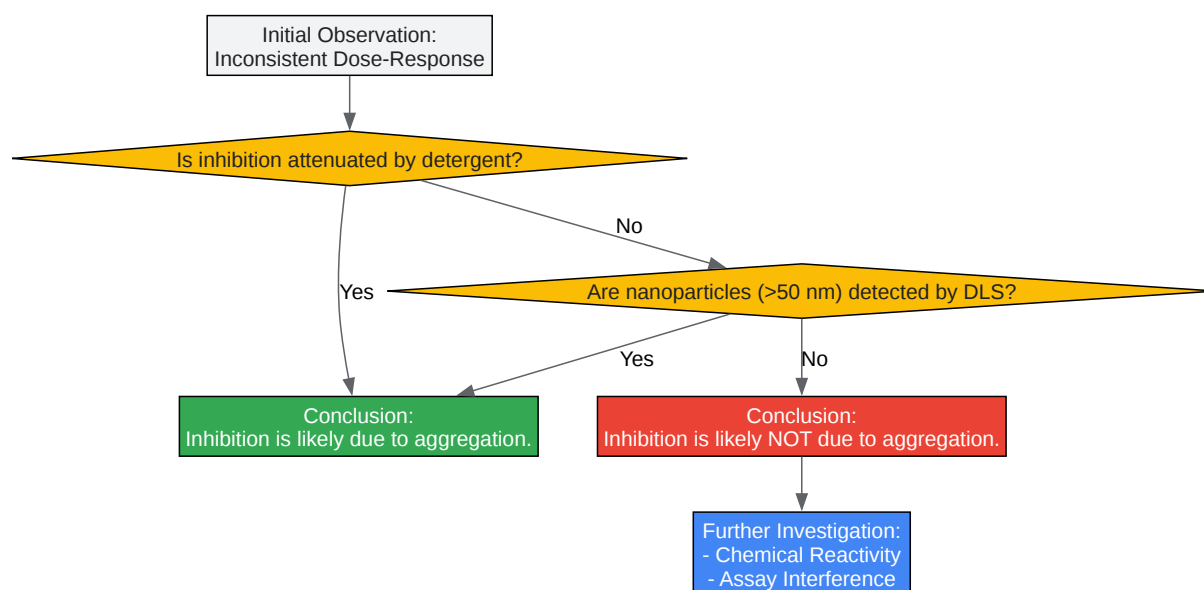 Initial Observation:
Inconsistent Dose-Response
Is inhibition attenuated by detergent?
No
Yes
Are nanoparticles (>50 nm) detected by DLS?
Yes
No
Conclusion:
Inhibition is likely due to aggregation.
Conclusion:
Inhibition is likely NOT due to aggregation.
Further Investigation:
- Chemical Reactivity
- Assay Interference